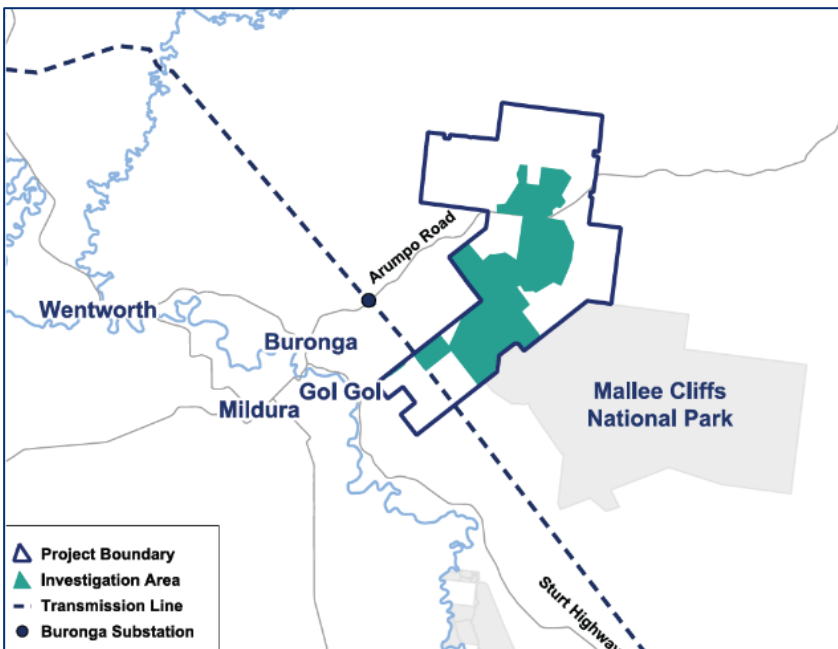 Arumpo Road
Wentworth
Buronga
Gol Gol
Mildura
Mallee Cliffs
National Park
Sturt Highway
Project Boundary
Investigation Area
Transmission Line
Buronga Substation